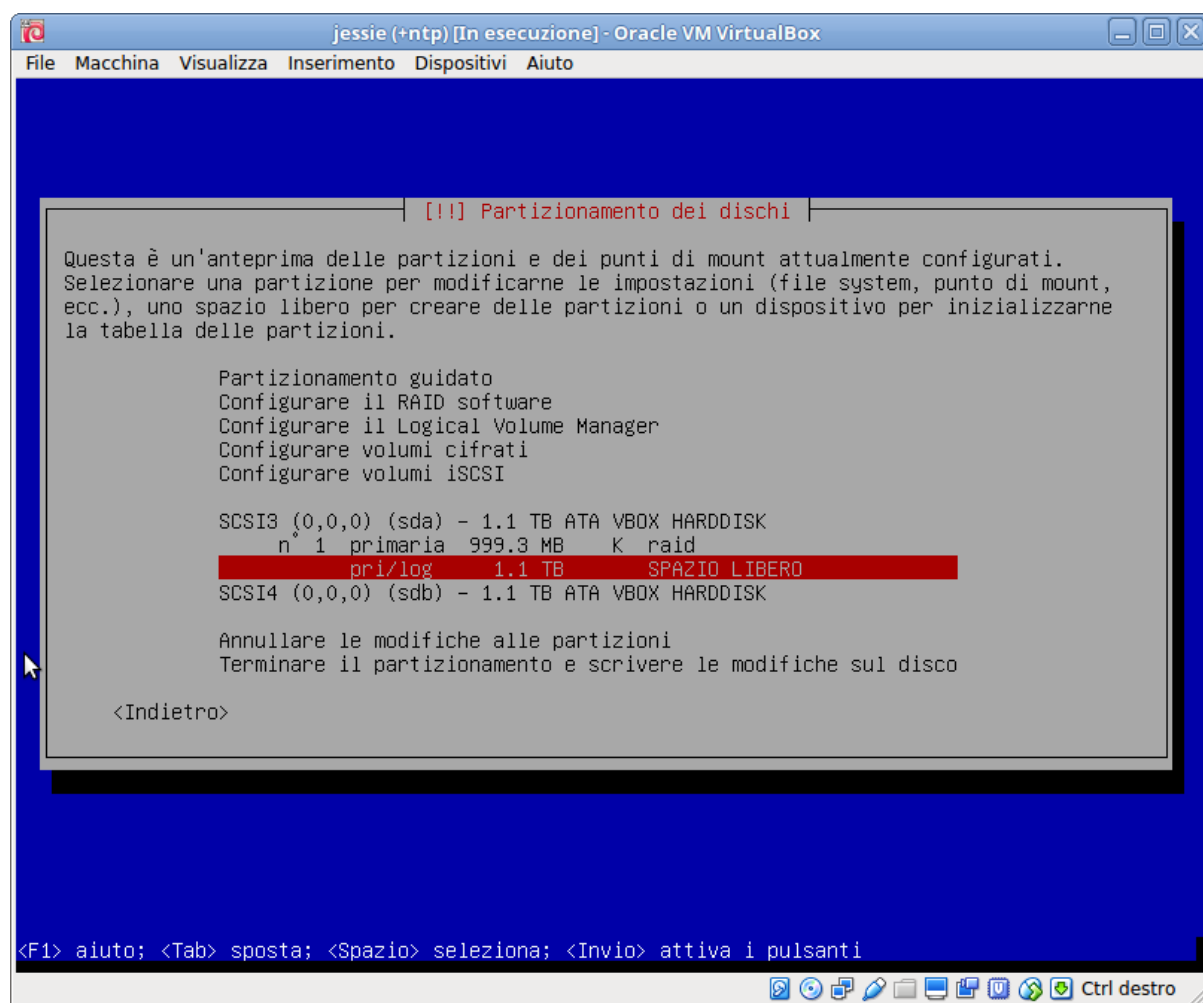 jessie (+ntp) [In esecuzione] - Oracle VM VirtualBox
File Macchina Visualizza Inserimento Dispositivi Aiuto
[!!] Partizionamento dei dischi
Questa è un'anteprima delle partizioni e dei punti di mount attualmente configurati.
Selezionare una partizione per modificarne le impostazioni (file system, punto di mount,
ecc.), uno spazio libero per creare delle partizioni o un dispositivo per inizializzarne
la tabella delle partizioni.
Partizionamento guidato
Configurare il RAID software
Configurare il Logical Volume Manager
Configurare volumi cifrati
Configurare volumi iSCSI
SCSI3 (0,0,0) (sda) – 1.1 TB ATA VBOX HARDDISK
n° 1 primaria 999.3 MB K raid
pri/log 1.1 TB SPAZIO LIBERO
SCSI4 (0,0,0) (sdb) – 1.1 TB ATA VBOX HARDDISK
Annullare le modifiche alle partizioni
Terminare il partizionamento e scrivere le modifiche sul disco
<Indietro>
<F1> aiuto; <Tab> sposta; <Spazio> seleziona; <Invio> attiva i pulsanti
Ctrl destro